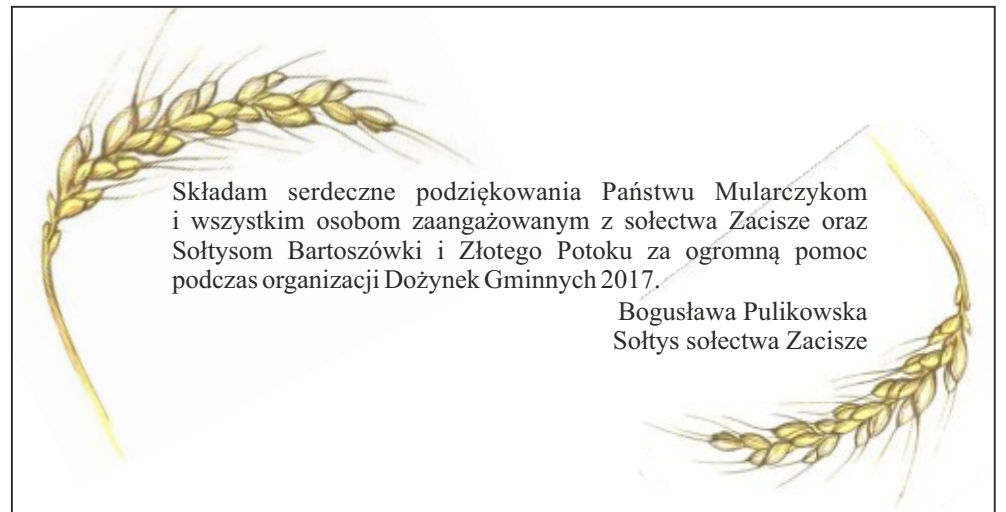 Składam serdeczne podziękowania Państwu Mularczykom
i wszystkim osobom zaangażowanym z sołectwa Zacisze oraz
Sołtysom Bartoszówki i Złotego Potoku za ogromną pomoc
podczas organizacji Dożynek Gminnych 2017.
Bogusława Pulikowska
Sołtys sołectwa Zacisze